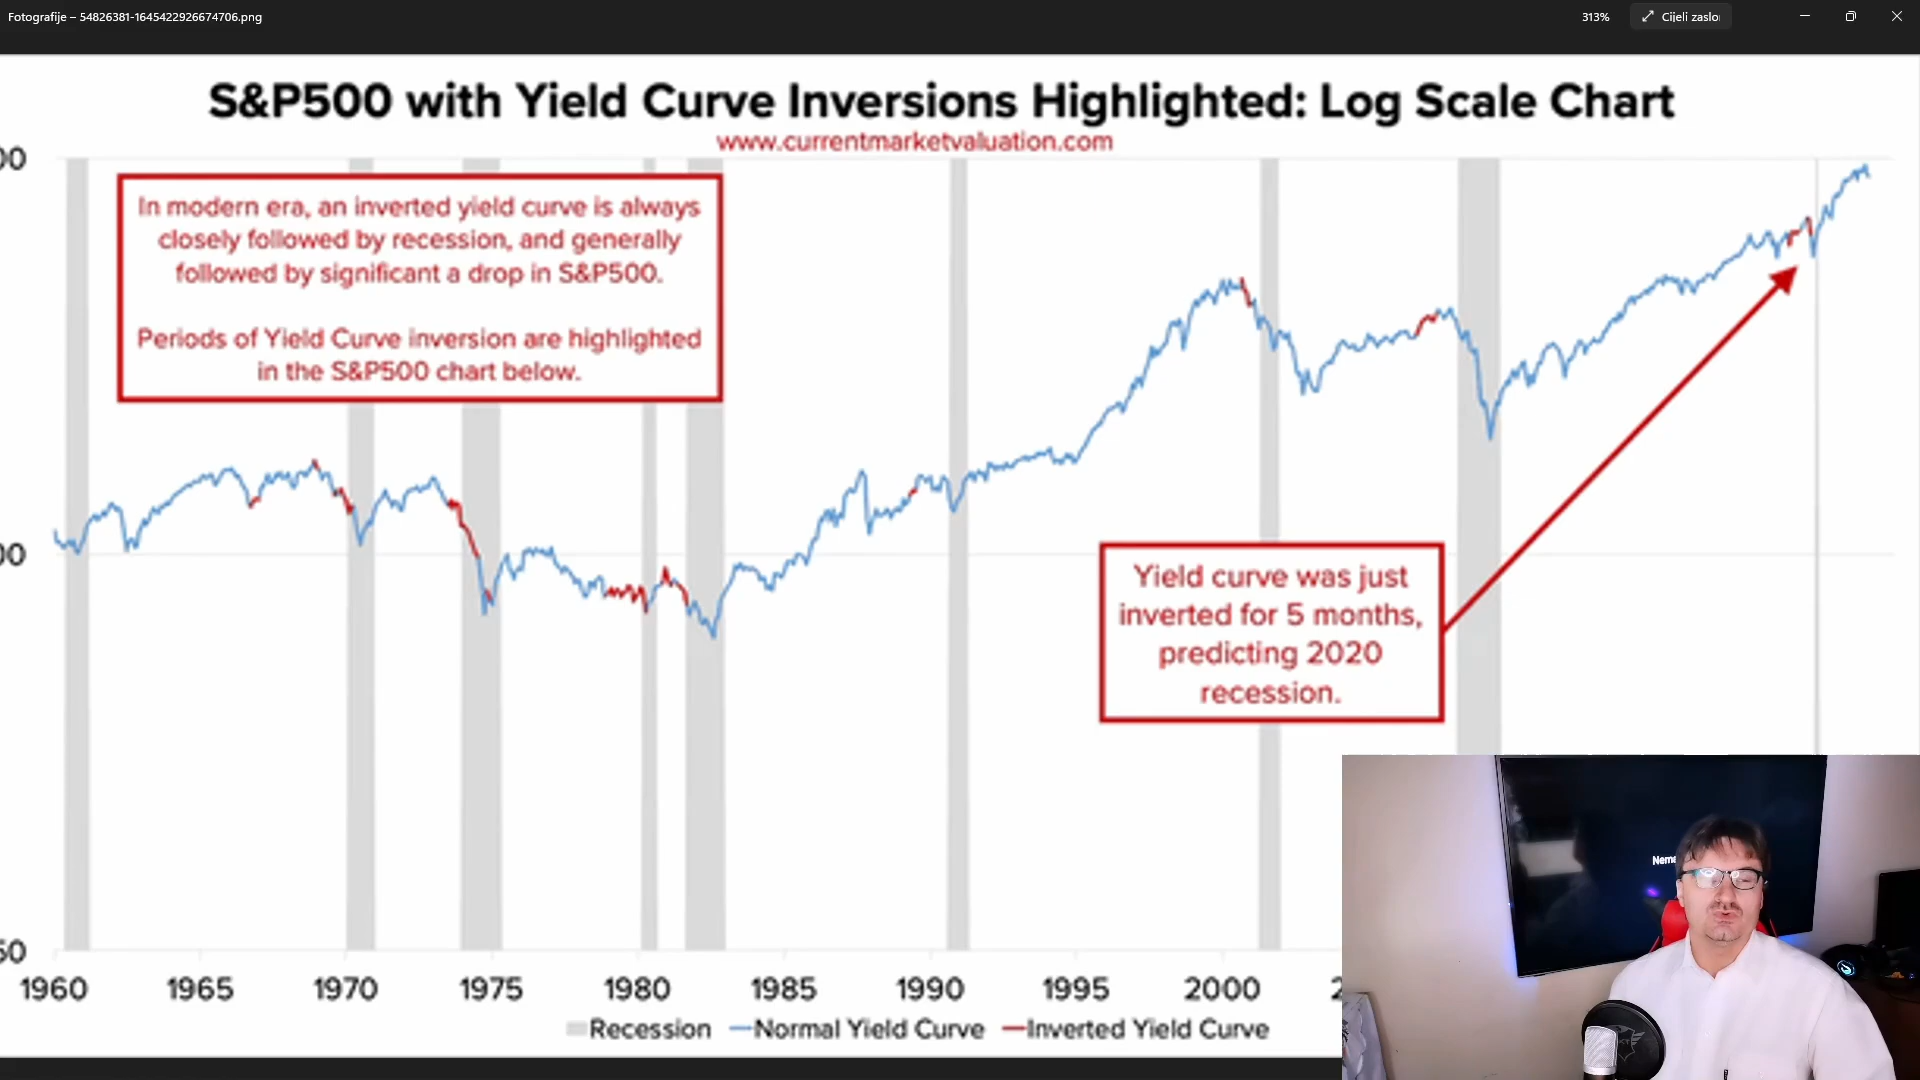 Fotografije – 54826381-1645422926674706.png
313%
Cijeli zaslo
S&P500 with Yield Curve Inversions Highlighted: Log Scale Chart
www.currentmarketvaluation.com
In modern era, an inverted yield curve is always
closely followed by recession, and generally
followed by significant a drop in S&P500.
Periods of Yield Curve inversion are highlighted
in the S&P500 chart below.
Yield curve was just
inverted for 5 months,
predicting 2020
recession.
1960 1965 1970 1975 1980 1985 1990 1995 2000
Recession Normal Yield Curve Inverted Yield Curve